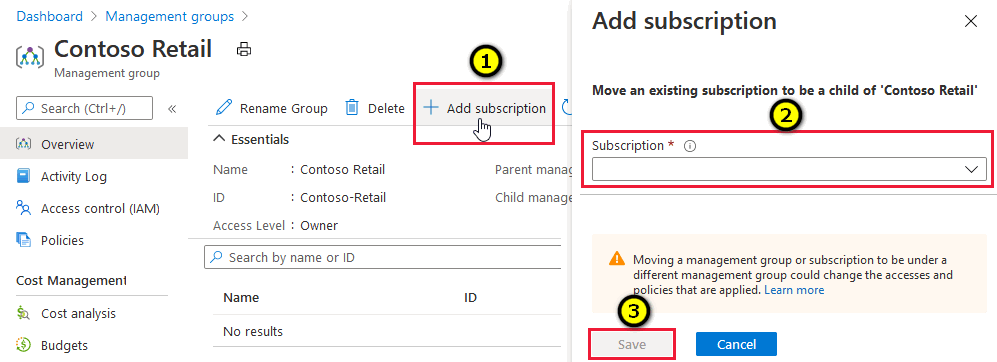 Dashboard > Management groups >
Contoso Retail
Management group
Search (Ctrl+/)
«
Overview
Activity Log
Access control (IAM)
Policies
Cost Management
Cost analysis
Budgets
1
Rename Group Delete + Add subscription
Essentials
Name : Contoso Retail Parent mana
ID : Contoso-Retail Child manage
Access Level : Owner
Search by name or ID
Name ID
No results
Add subscription
Move an existing subscription to be a child of 'Contoso Retail'
2
Subscription *
Moving a management group or subscription to be under a
different management group could change the accesses and
policies that are applied. Learn more
3
Save Cancel